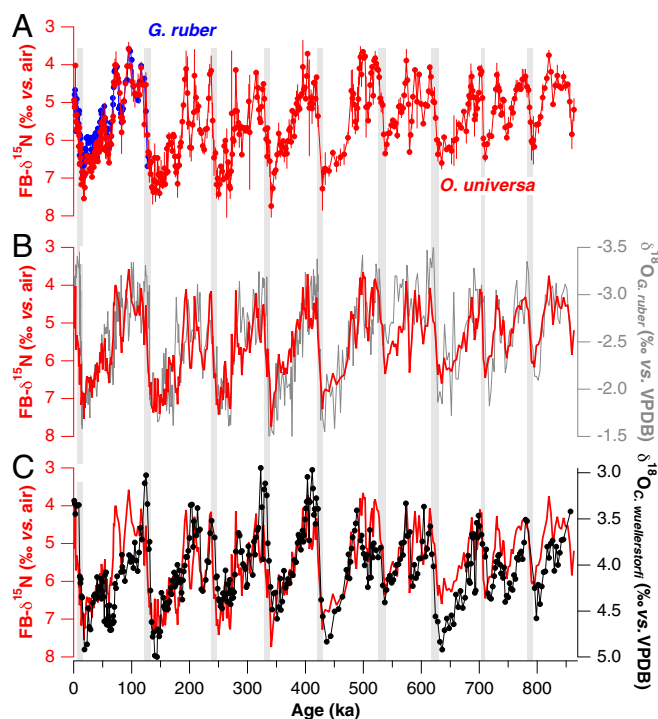 A
G. ruber
FB-δ¹⁵N (‰ vs. air)
3
4
5
6
7
8
O. universa
B
FB-δ¹⁵N (‰ vs. air)
3
4
5
6
7
8
-3.5
-3.0
-2.5
-2.0
-1.5
δ¹⁸O G. ruber (‰ vs. VPDB)
C
FB-δ¹⁵N (‰ vs. air)
3
4
5
6
7
8
3.0
3.5
4.0
4.5
5.0
δ¹⁸O C. wuellerstorfi (‰ vs. VPDB)
0 100 200 300 400 500 600 700 800
Age (ka)